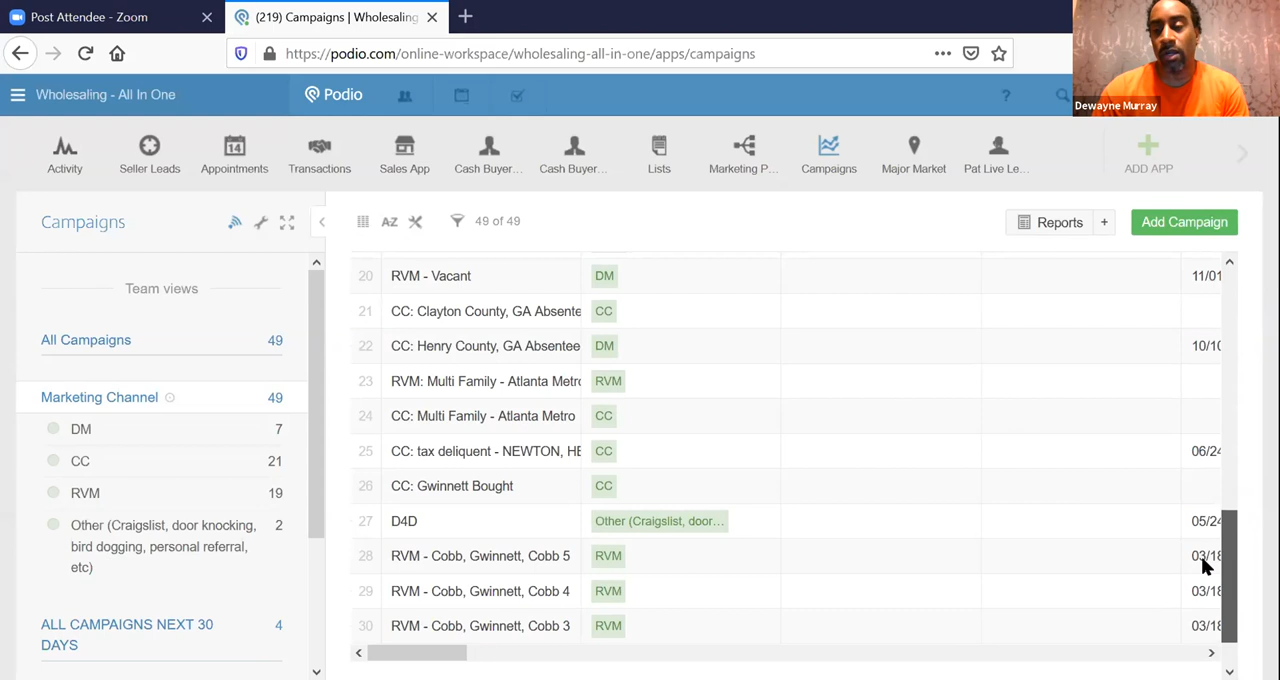 Post Attendee - Zoom
(219) Campaigns | Wholesaling
https://podio.com/online-workspace/wholesaling-all-in-one/apps/campaigns
Dewayne Murray
Wholesaling - All In One
Podio
?
Activity
Seller Leads
14
Appointments
Transactions
Sales App
Cash Buyer...
Cash Buyer...
Lists
Marketing P...
Campaigns
Major Market
Pat Live Le...
ADD APP
Campaigns
AZ
49 of 49
Reports
+
Add Campaign
Team views
All Campaigns 49
Marketing Channel 49
DM 7
CC 21
RVM 19
Other (Craigslist, door knocking, 2
bird dogging, personal referral,
etc)
ALL CAMPAIGNS NEXT 30 4
DAYS
20 RVM - Vacant DM 11/01
21 CC: Clayton County, GA Absente CC
22 CC: Henry County, GA Absentee DM 10/10
23 RVM: Multi Family - Atlanta Metro RVM
24 CC: Multi Family - Atlanta Metro CC
25 CC: tax deliquent - NEWTON, HE CC 06/24
26 CC: Gwinnett Bought CC
27 D4D Other (Craigslist, door... 05/24
28 RVM - Cobb, Gwinnett, Cobb 5 RVM 03/18
29 RVM - Cobb, Gwinnett, Cobb 4 RVM 03/18
30 RVM - Cobb, Gwinnett, Cobb 3 RVM 03/18